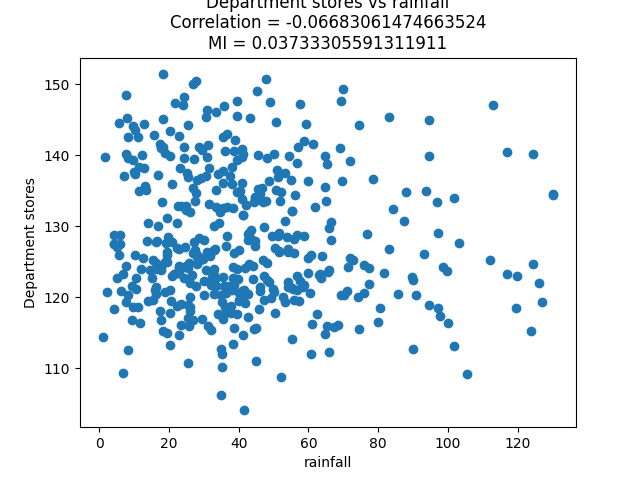 Department stores vs rainfall
Correlation = -0.06683061474663524
MI = 0.03733305591311911
150
140
130
120
110
Department stores
0 20 40 60 80 100 120
rainfall